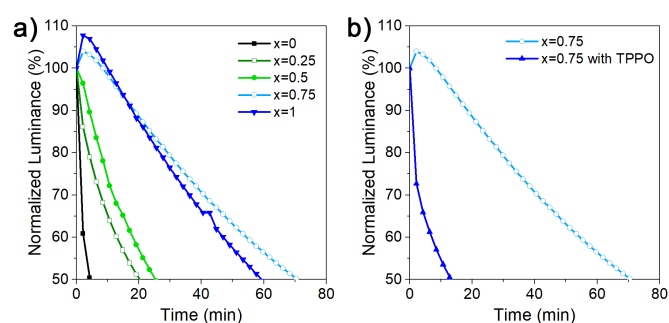 a)
Normalized Luminance (%)
110
100
90
80
70
60
50
0 20 40 60 80
Time (min)
x=0
x=0.25
x=0.5
x=0.75
x=1
b)
Normalized Luminance (%)
110
100
90
80
70
60
50
0 20 40 60 80
Time (min)
x=0.75
x=0.75 with TPPO